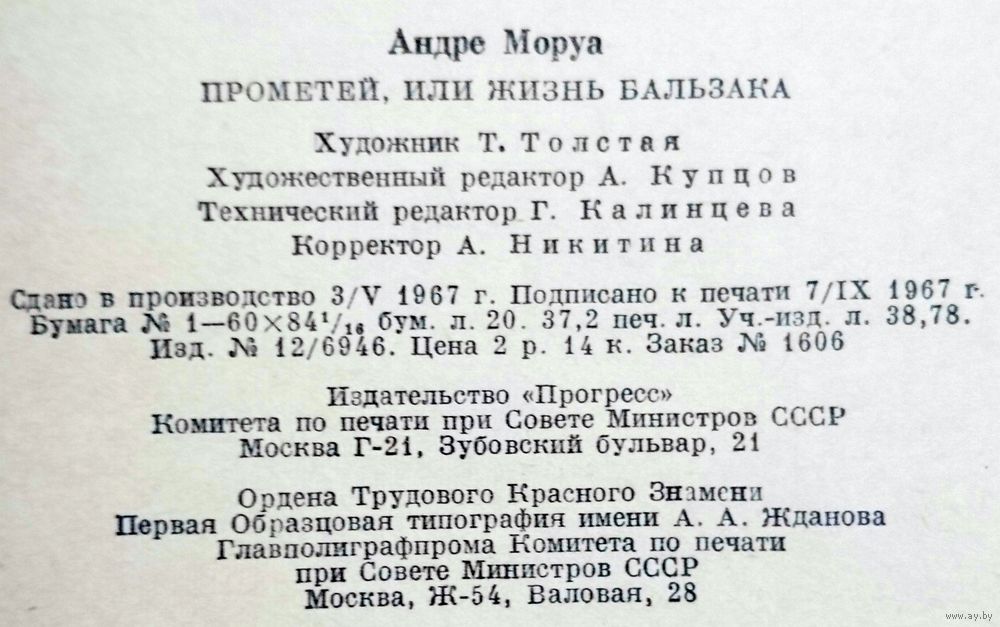 Андре Моруа
ПРОМЕТЕЙ, ИЛИ ЖИЗНЬ БАЛЬЗАКА
Художник Т. Толстая
Художественный редактор А. Купцов
Технический редактор Г. Калинцева
Корректор А. Никитина
Сдано в производство 3/V 1967 г. Подписано к печати 7/IX 1967 г.
Бумага № 1—60×84¹/₁₆ бум. л. 20. 37,2 печ. л. Уч.-изд. л. 38,78.
Изд. № 12/6946. Цена 2 р. 14 к. Заказ № 1606
Издательство «Прогресс»
Комитета по печати при Совете Министров СССР
Москва Г-21, Зубовский бульвар, 21
Ордена Трудового Красного Знамени
Первая Образцовая типография имени А. А. Жданова
Главполиграфпрома Комитета по печати
при Совете Министров СССР
Москва, Ж-54, Валовая, 28
www.ay.by